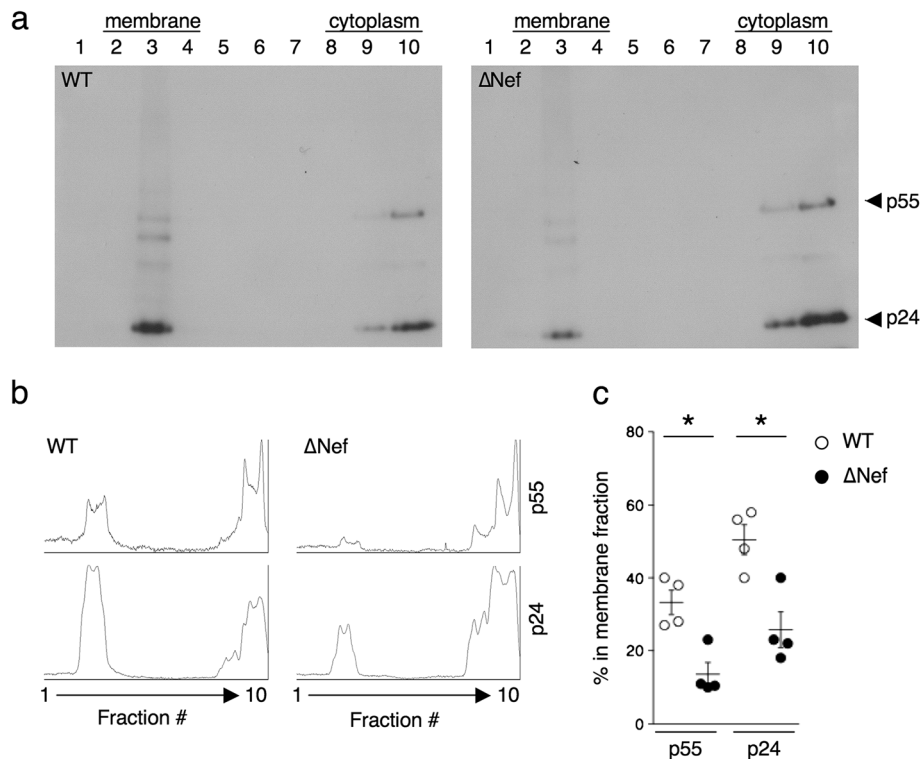 a
membrane cytoplasm membrane cytoplasm
1 2 3 4 5 6 7 8 9 10 1 2 3 4 5 6 7 8 9 10
WT ΔNef
p55
p24
b c
WT ΔNef
p55
p24
1 10 1 10
Fraction # Fraction #
* *
80
60
40
20
0
% in membrane fraction
WT
ΔNef
p55 p24